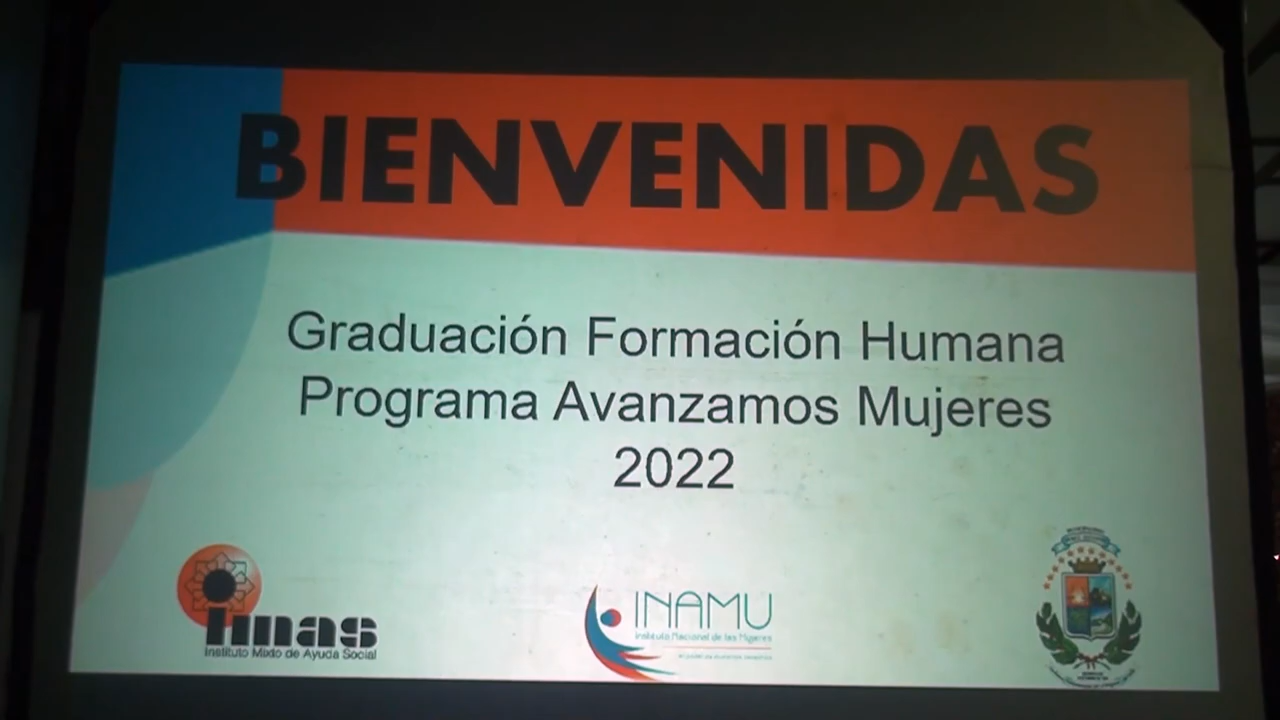 BIENVENIDAS
Graduación Formación Humana
Programa Avanzamos Mujeres
2022
imas
Instituto Mixto de Ayuda Social
INAMU
Instituto Nacional de las Mujeres